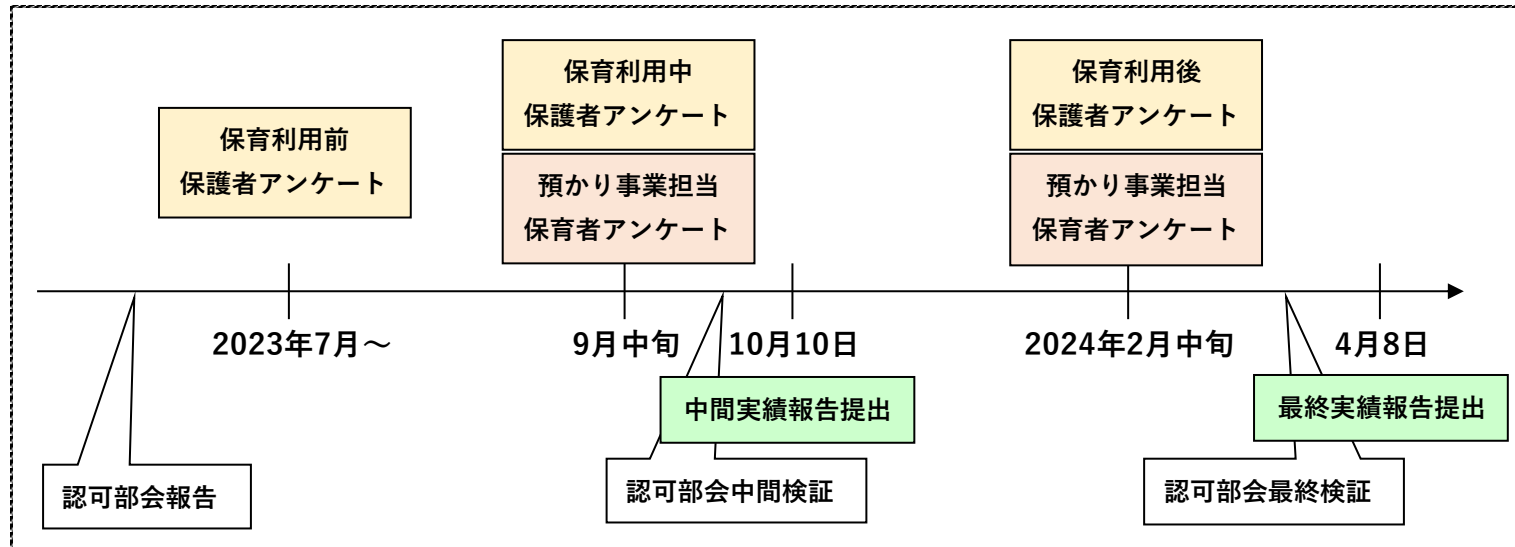 保育利用前
保護者アンケート
保育利用中
保護者アンケート
預かり事業担当
保育者アンケート
保育利用後
保護者アンケート
預かり事業担当
保育者アンケート
2023年7月～
9月中旬
10月10日
2024年2月中旬
4月8日
中間実績報告提出
最終実績報告提出
認可部会報告
認可部会中間検証
認可部会最終検証